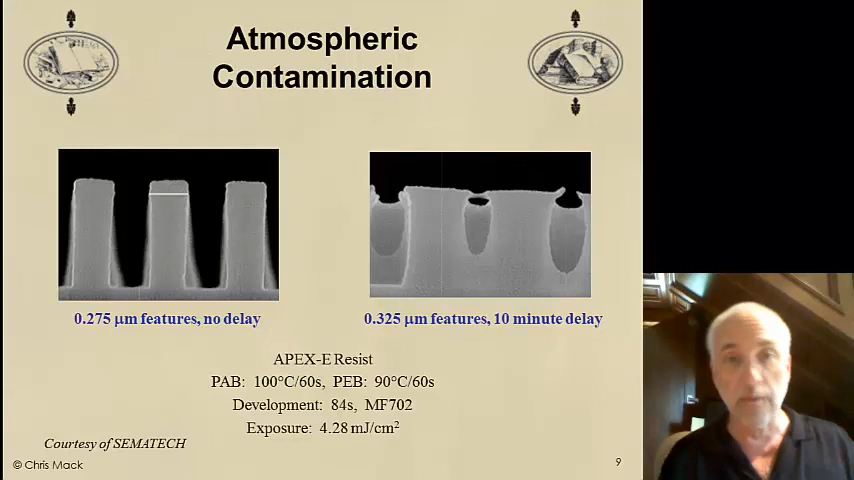 Atmospheric
Contamination
0.275 μm features, no delay
0.325 μm features, 10 minute delay
APEX-E Resist
PAB: 100°C/60s, PEB: 90°C/60s
Development: 84s, MF702
Exposure: 4.28 mJ/cm²
Courtesy of SEMATECH
© Chris Mack
9